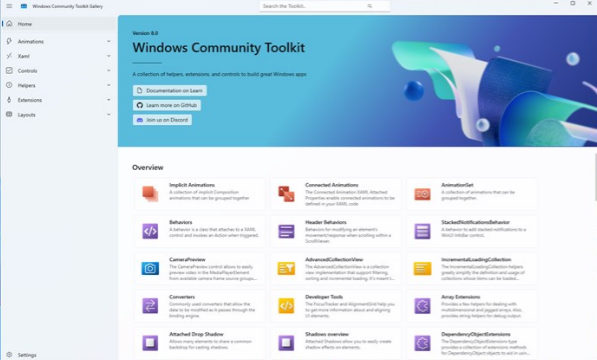 Windows Community Toolkit Gallery
Search the Toolkit.
Home
Animations
Xaml
Controls
Helpers
Extensions
Layouts
Settings
Version 8.0
Windows Community Toolkit
A collection of helpers, extensions, and controls to build great Windows apps
Documentation on Learn
Learn more on Github
Join us on Discord
Overview
Implicit Animations
A collection of implicit Composition
animations that can be grouped together
Connected Animations
The Connected Animation XAML Attached
Properties enable connected animations to be
defined in your XAML code
AnimationSet
A collection of animations that can be
grouped together.
Behaviors
A behavior is a class that attaches to a XAML
control and invokes an Action when triggered.
Header Behaviors
Behaviors for modifying an element's
movement/response when scrolling within a
ScrollViewer.
StackedNotificationsBehavior
A behavior to add stacked notifications to a
WinUI InfoBar control.
CameraPreview
The CameraPreview control allows to easily
preview video in the MediaPlayerElement
from available camera frame source groups...
AdvancedCollectionView
The AdvancedCollectionView is a collection
view implementation that support filtering,
sorting and incremental loading. It's meant...
IncrementalLoadingCollection
The IncrementalLoadingCollection helpers
greatly simplify the definition and usage of
collections whose items can be loaded...
Converters
Commonly used converters that allow the
data to be modified as it passes through the
binding engine.
Developer Tools
The FocusTracker and AlignmentGrid help you
to get more information about and aligning
UI elements.
Array Extensions
Provides a few helpers for dealing with
multidimensional and jagged arrays. Also,
provides string helpers for debug output.
Attached Drop Shadow
Allows many elements to share a common
backdrop for casting shadows.
Shadows overview
Attached Shadows allow you to easily create
shadow effects on elements.
DependencyObjectExtensions
The DependencyObjectExtensions type
provides a collection of extensions methods
for DependencyObject objects to aid in using...